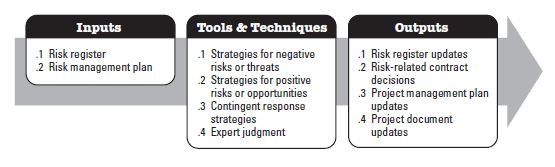 Inputs
.1 Risk register
.2 Risk management plan
Tools & Techniques
.1 Strategies for negative
risks or threats
.2 Strategies for positive
risks or opportunities
.3 Contingent response
strategies
.4 Expert judgment
Outputs
.1 Risk register updates
.2 Risk-related contract
decisions
.3 Project management plan
updates
.4 Project document
updates